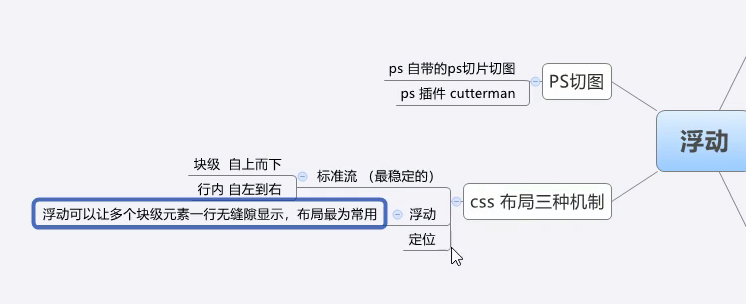 ps 自带的ps切片切图
PS切图
ps 插件 cutterman
浮动
块级 自上而下
标准流 （最稳定的）
行内 自左到右
css 布局三种机制
浮动可以让多个块级元素一行无缝隙显示，布局最为常用
浮动
定位